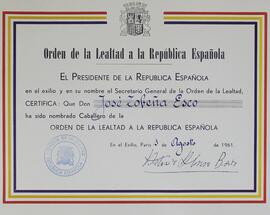 Orden de la Lealtad a la República Española
EL PRESIDENTE DE LA REPUBLICA ESPAÑOLA
en el exilio y en su nombre el Secretario General de la Orden de la Lealtad,
CERTIFICA: Que Don José Zobeña Esco
ha sido nombrado Caballero de la
ORDEN DE LA LEALTAD A LA REPUBLICA ESPAÑOLA
En el Exilio, París 3 de Agosto de 1961.